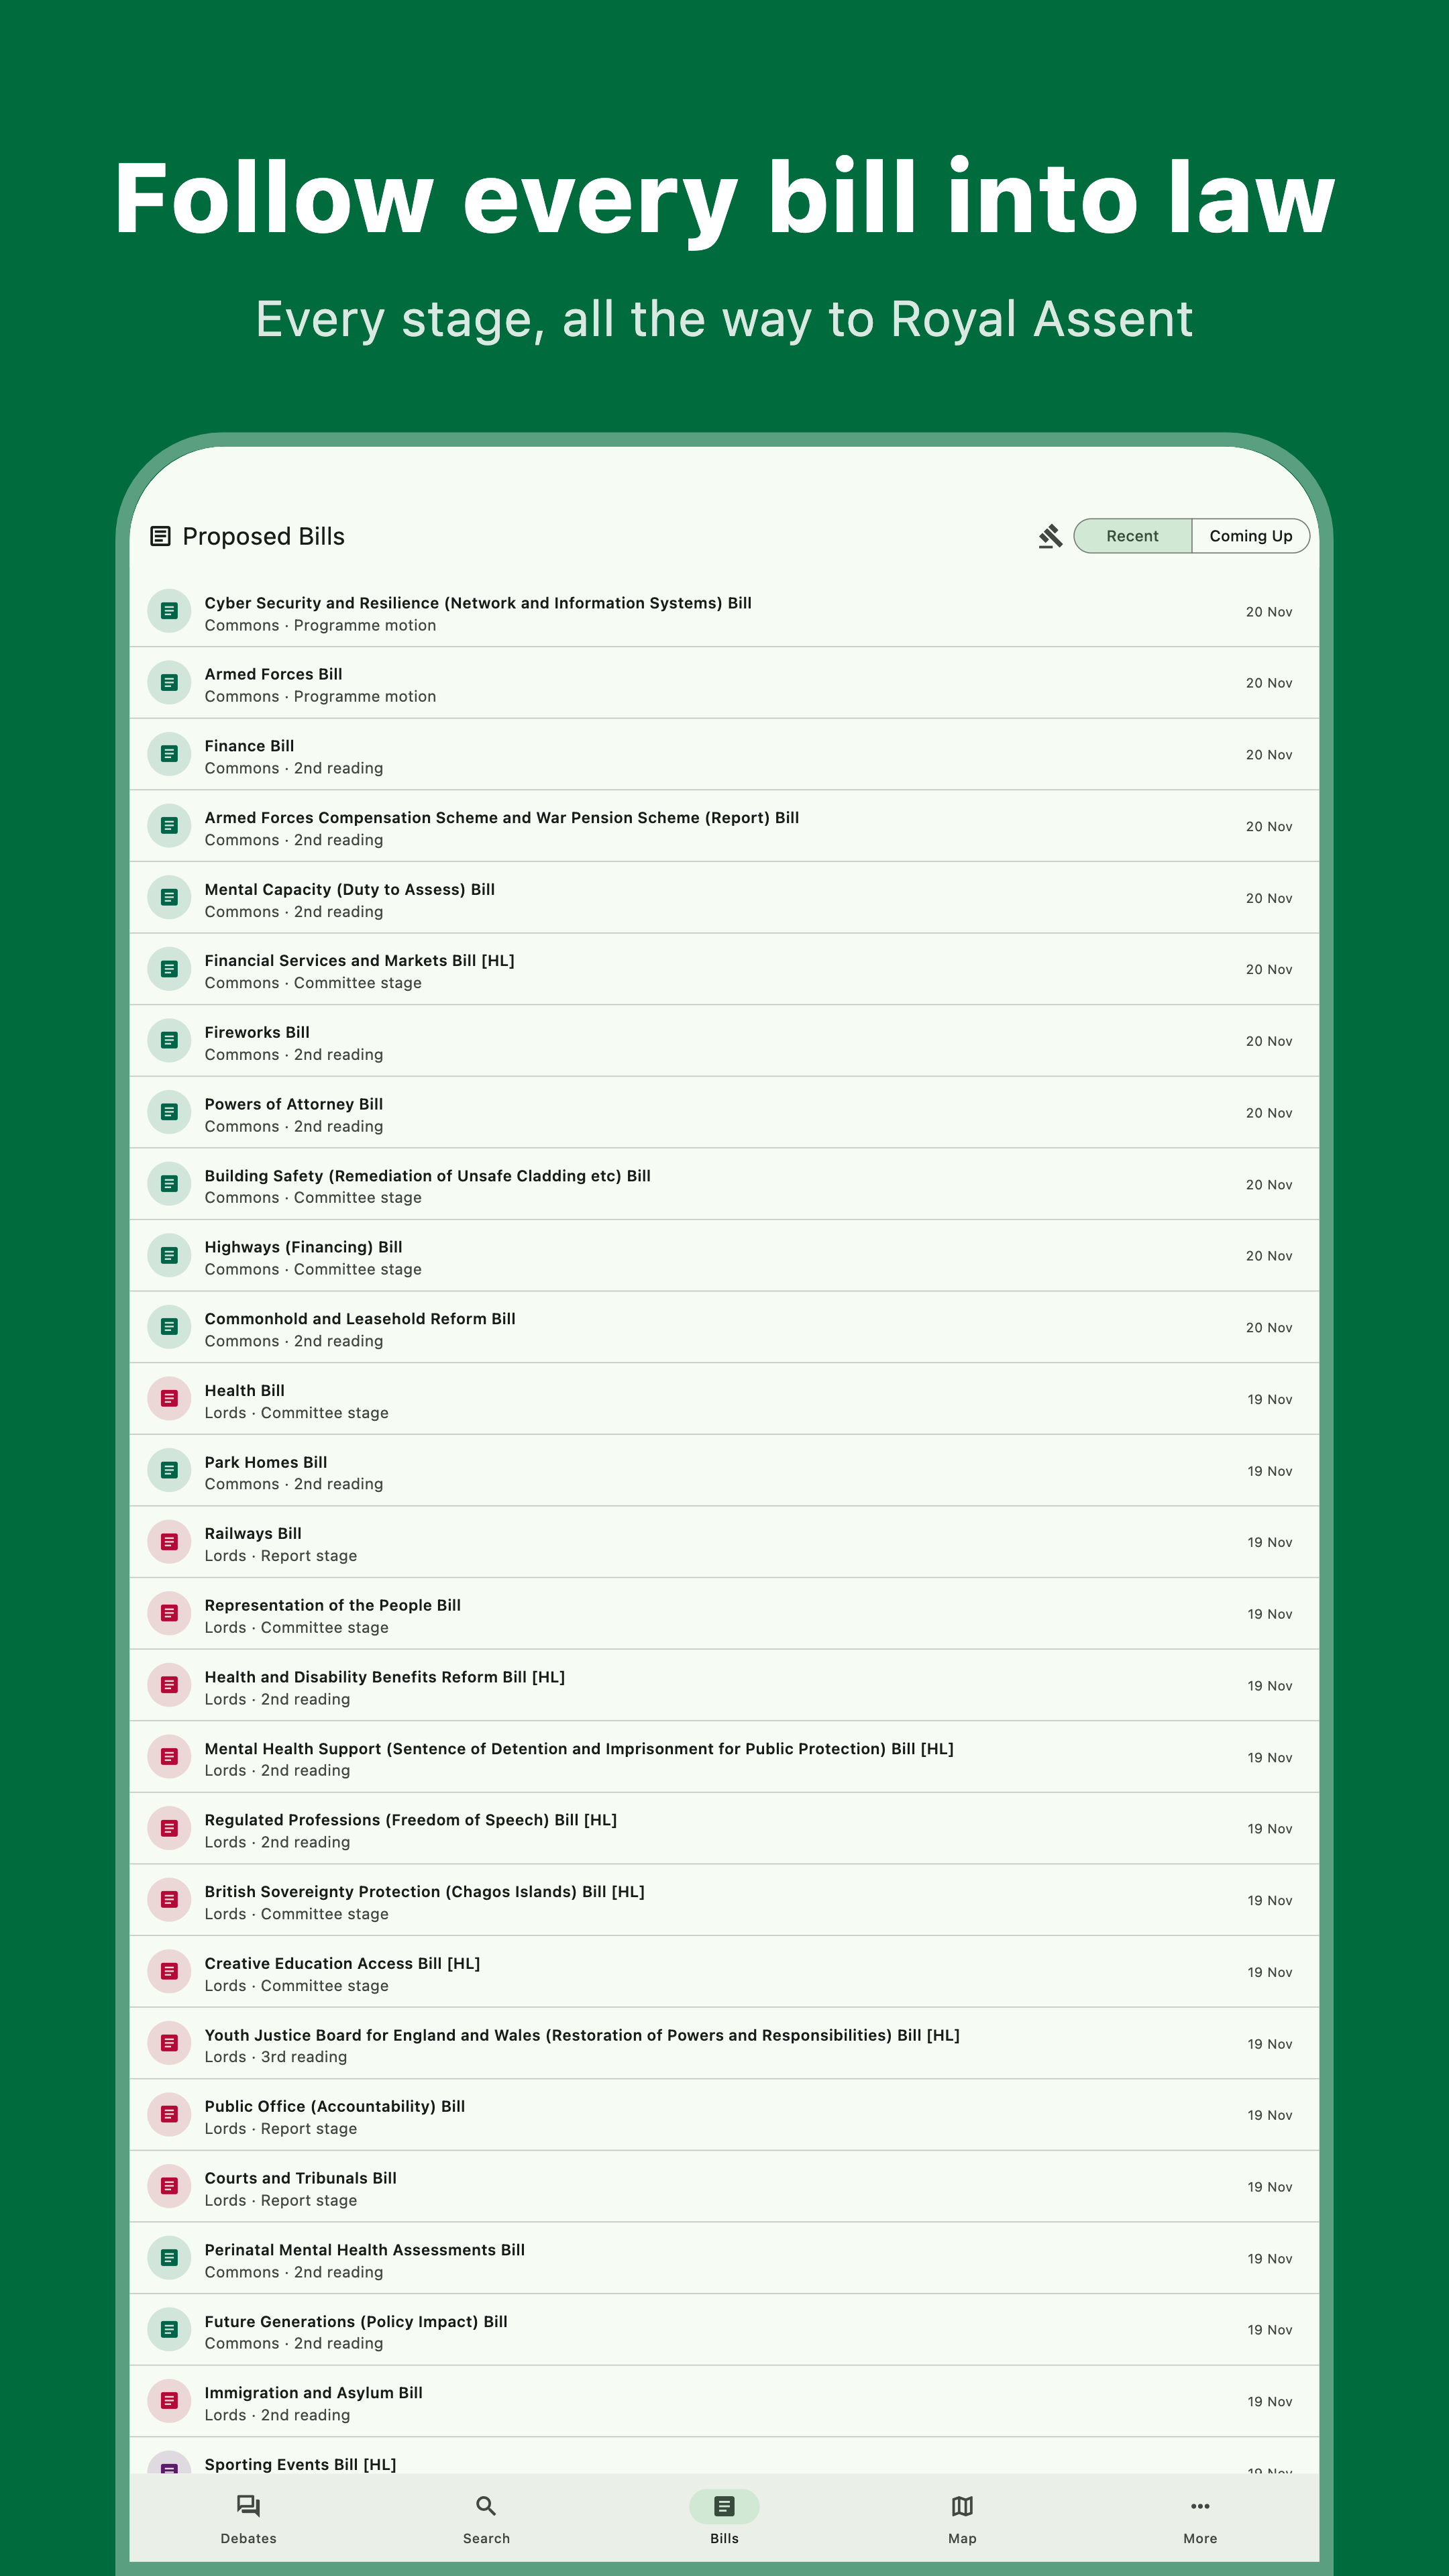 Follow every bill into law
Every stage, all the way to Royal Assent
Proposed Bills
Recent
Coming Up
Cyber Security and Resilience (Network and Information Systems) Bill
Commons · Programme motion
20 Nov
Armed Forces Bill
Commons · Programme motion
20 Nov
Finance Bill
Commons · 2nd reading
20 Nov
Armed Forces Compensation Scheme and War Pension Scheme (Report) Bill
Commons · 2nd reading
20 Nov
Mental Capacity (Duty to Assess) Bill
Commons · 2nd reading
20 Nov
Financial Services and Markets Bill [HL]
Commons · Committee stage
20 Nov
Fireworks Bill
Commons · 2nd reading
20 Nov
Powers of Attorney Bill
Commons · 2nd reading
20 Nov
Building Safety (Remediation of Unsafe Cladding etc) Bill
Commons · Committee stage
20 Nov
Highways (Financing) Bill
Commons · Committee stage
20 Nov
Commonhold and Leasehold Reform Bill
Commons · 2nd reading
20 Nov
Health Bill
Lords · Committee stage
19 Nov
Park Homes Bill
Commons · 2nd reading
19 Nov
Railways Bill
Lords · Report stage
19 Nov
Representation of the People Bill
Lords · Committee stage
19 Nov
Health and Disability Benefits Reform Bill [HL]
Lords · 2nd reading
19 Nov
Mental Health Support (Sentence of Detention and Imprisonment for Public Protection) Bill [HL]
Lords · 2nd reading
19 Nov
Regulated Professions (Freedom of Speech) Bill [HL]
Lords · 2nd reading
19 Nov
British Sovereignty Protection (Chagos Islands) Bill [HL]
Lords · Committee stage
19 Nov
Creative Education Access Bill [HL]
Lords · Committee stage
19 Nov
Youth Justice Board for England and Wales (Restoration of Powers and Responsibilities) Bill [HL]
Lords · 3rd reading
19 Nov
Public Office (Accountability) Bill
Lords · Report stage
19 Nov
Courts and Tribunals Bill
Lords · Report stage
19 Nov
Perinatal Mental Health Assessments Bill
Commons · 2nd reading
19 Nov
Future Generations (Policy Impact) Bill
Commons · 2nd reading
19 Nov
Immigration and Asylum Bill
Lords · 2nd reading
19 Nov
Sporting Events Bill [HL]
19 Nov
Debates
Search
Bills
Map
More